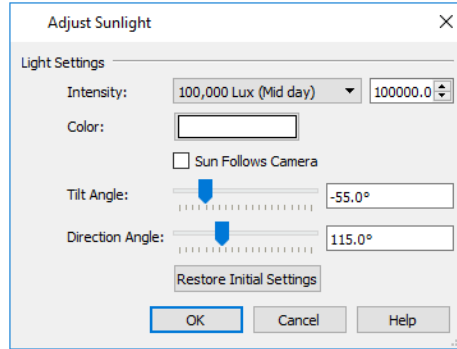 Adjust Sunlight
Light Settings
Intensity: 100,000 Lux (Mid day) 100000.0
Color:
Sun Follows Camera
Tilt Angle: -55.0°
Direction Angle: 115.0°
Restore Initial Settings
OK Cancel Help